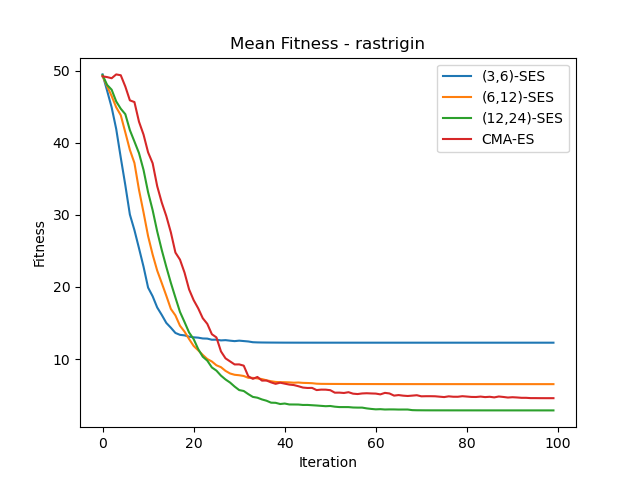 Mean Fitness - rastrigin
50
40
30
20
10
Fitness
0
20
40
60
80
100
Iteration
(3,6)-SES
(6,12)-SES
(12,24)-SES
CMA-ES